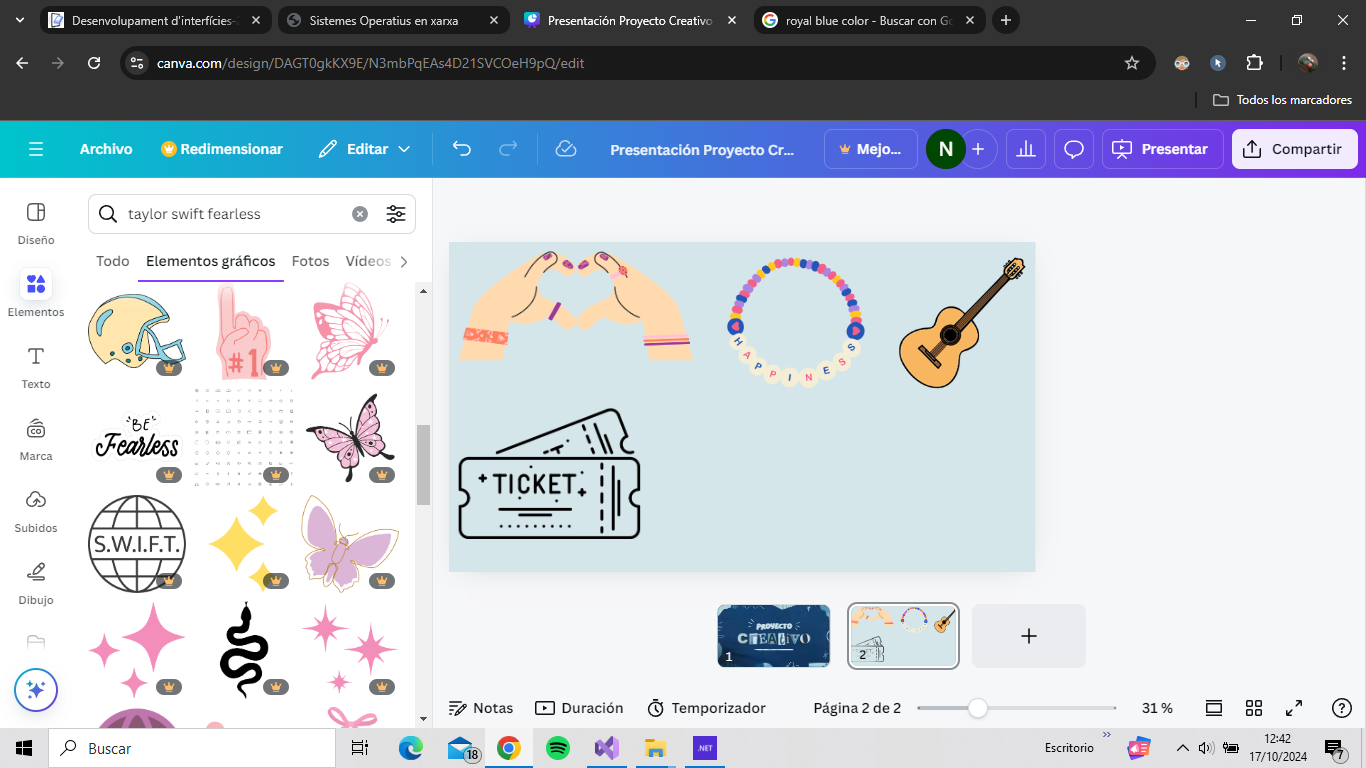 Desenvolupament d'interfícies-
Sistemes Operatius en xarxa
Presentación Proyecto Creativo
royal blue color - Buscar con Go
canva.com/design/DAGT0gkKX9E/N3mbPqEAs4D21SVCOeH9pQ/edit
Todos los marcadores
Archivo
Redimensionar
Editar
Presentación Proyecto Cr...
Mejo...
N
Presentar
Compartir
taylor swift fearless
Todo
Elementos gráficos
Fotos
Vídeos
Diseño
Elementos
Texto
Marca
Subidos
Dibujo
#1
"BE"
Fearless
S.W.I.F.T.
HAPPINESS
TICKET
PROYECTO
CREATIVO
1
2
Notas
Duración
Temporizador
Página 2 de 2
31 %
Buscar
18
.NET
Escritorio
12:42
17/10/2024
7